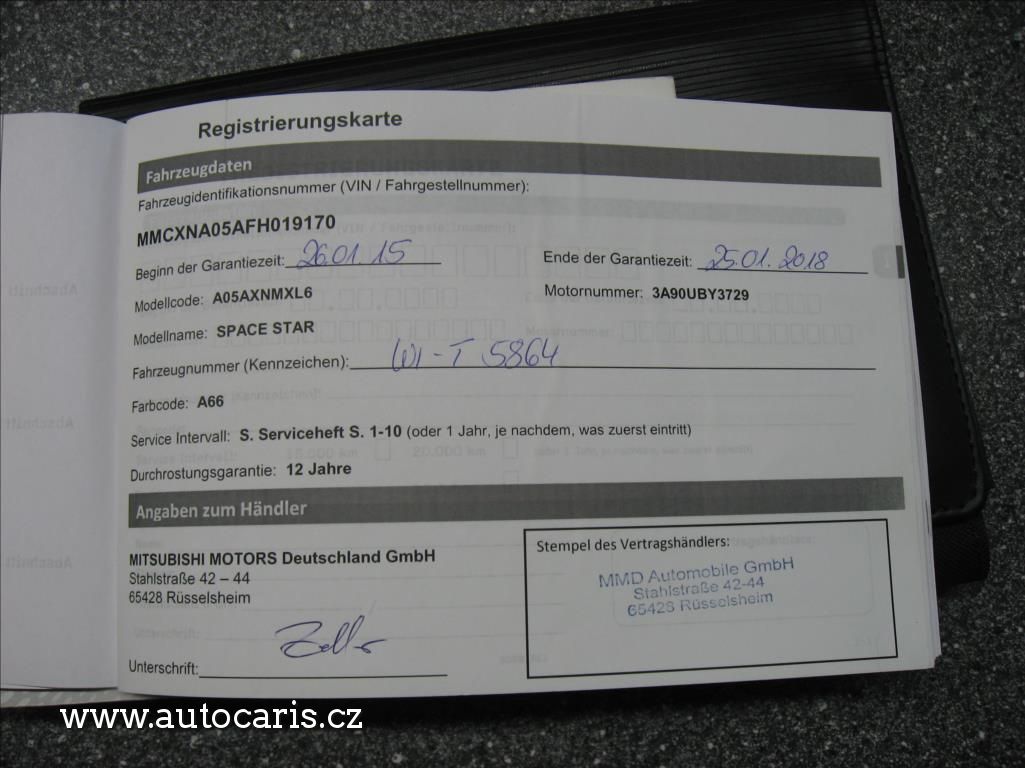 Registrierungskarte
Fahrzeugdaten
Fahrzeugidentifikationsnummer (VIN / Fahrgestellnummer):
MMCXNA05AFH019170
Beginn der Garantiezeit: 26.01.15 Ende der Garantiezeit: 25.01.2018
Modellcode: A05AXNMXL6 Motornummer: 3A90UBY3729
Modellname: SPACE STAR
Fahrzeugnummer (Kennzeichen): WI-T 5864
Farbcode: A66
Service Intervall: S. Serviceheft S. 1-10 (oder 1 Jahr, je nachdem, was zuerst eintritt)
Durchrostungsgarantie: 12 Jahre
Angaben zum Händler
MITSUBISHI MOTORS Deutschland GmbH
Stahlstraße 42 – 44
65428 Rüsselsheim
Unterschrift:
Stempel des Vertragshändlers:
MMD Automobile GmbH
Stahlstraße 42-44
65428 Rüsselsheim
www.autocaris.cz